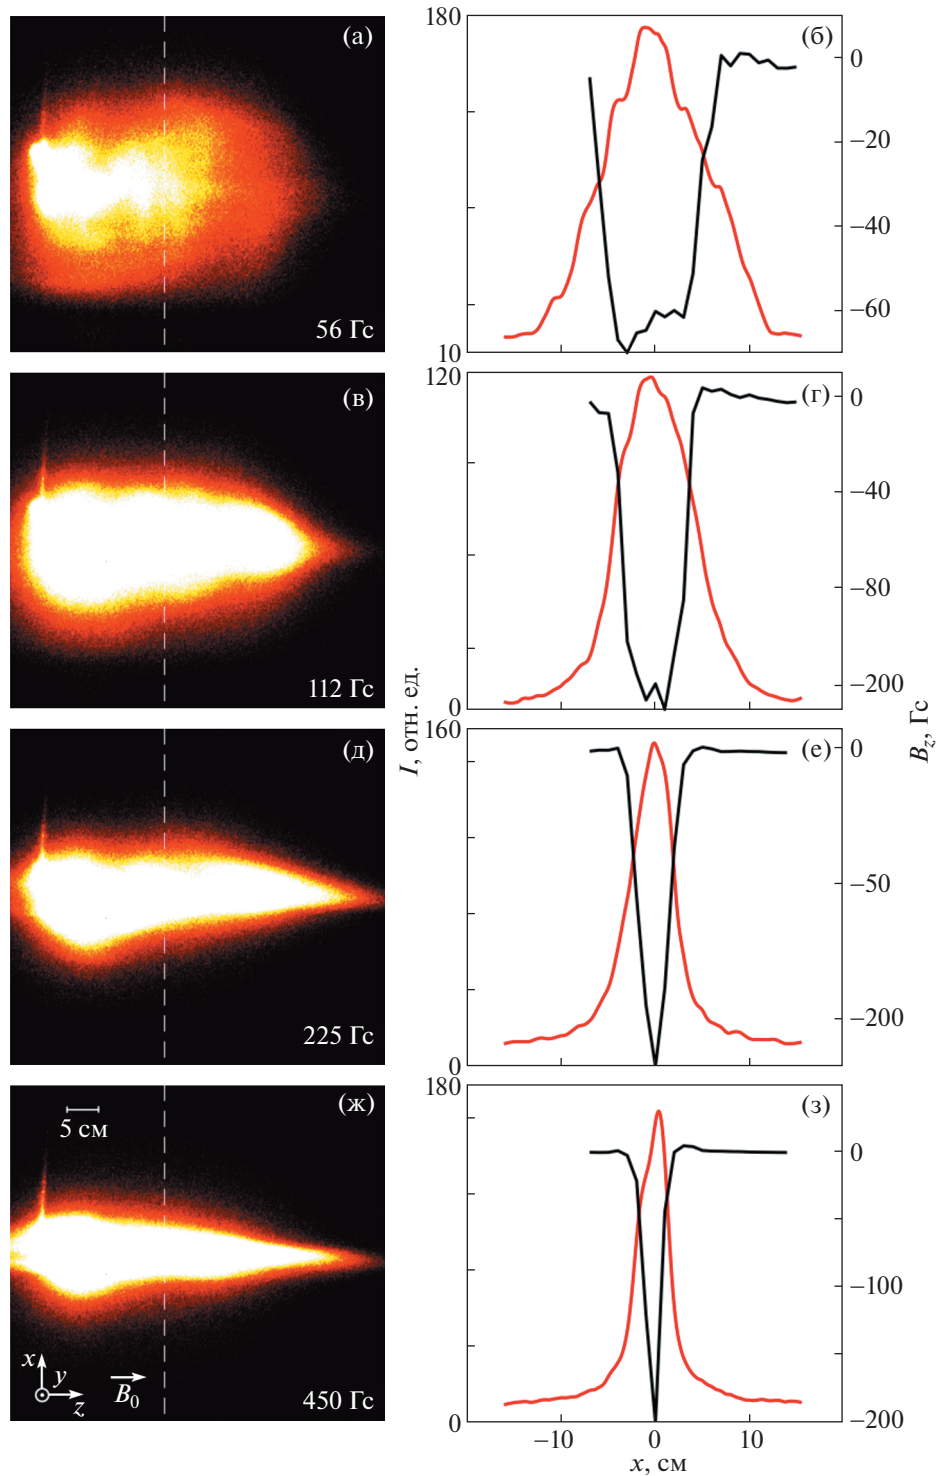 (а)
56 Гс
180
(б)
0
−20
−40
−60
10
(в)
112 Гс
120
(г)
0
−40
−80
−200
0
I, отн. ед.
B_z, Гс
(д)
225 Гс
160
(е)
0
−50
−200
0
(ж)
5 см
x
y
z
B_0
450 Гс
180
(з)
0
−100
−200
0
−10
0
10
x, см